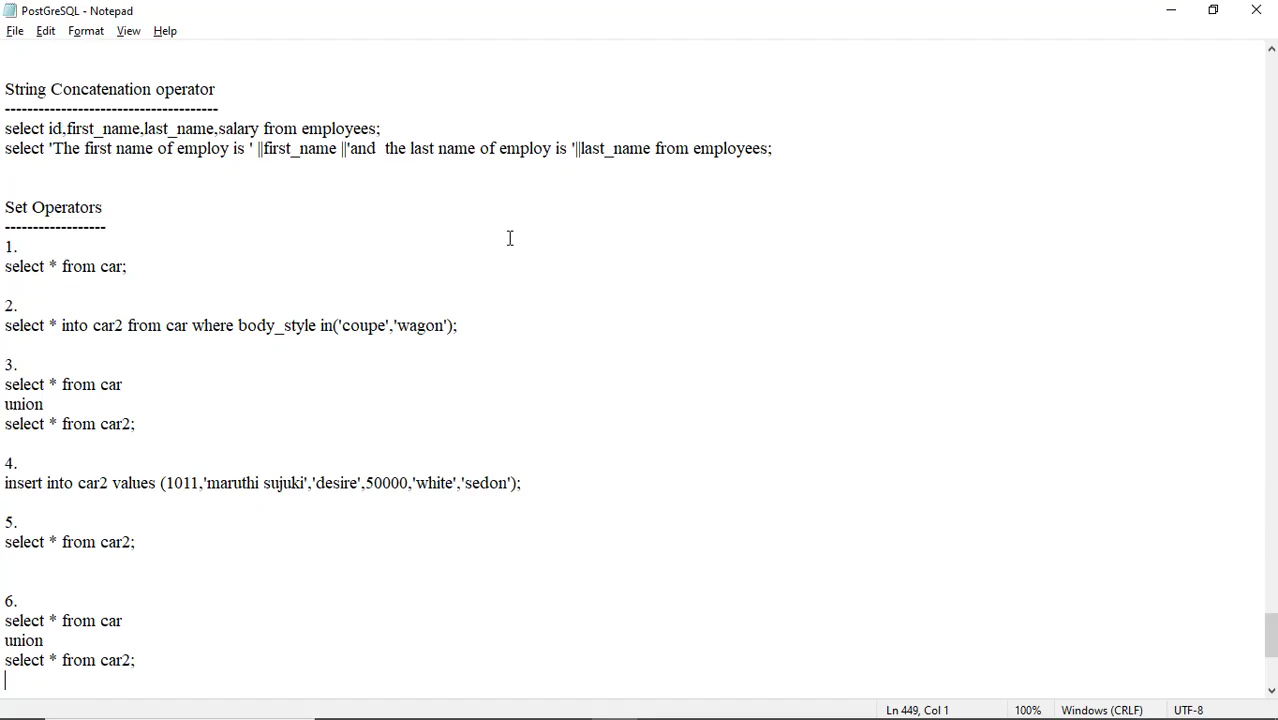 PostGreSQL - Notepad
File Edit Format View Help
String Concatenation operator
--------------------------------------
select id,first_name,last_name,salary from employees;
select 'The first name of employ is ' ||first_name ||'and  the last name of employ is '||last_name from employees;
Set Operators
------------------
1.
select * from car;
2.
select * into car2 from car where body_style in('coupe','wagon');
3.
select * from car
union
select * from car2;
4.
insert into car2 values (1011,'maruthi sujuki','desire',50000,'white','sedon');
5.
select * from car2;
6.
select * from car
union
select * from car2;
Ln 449, Col 1 100% Windows (CRLF) UTF-8